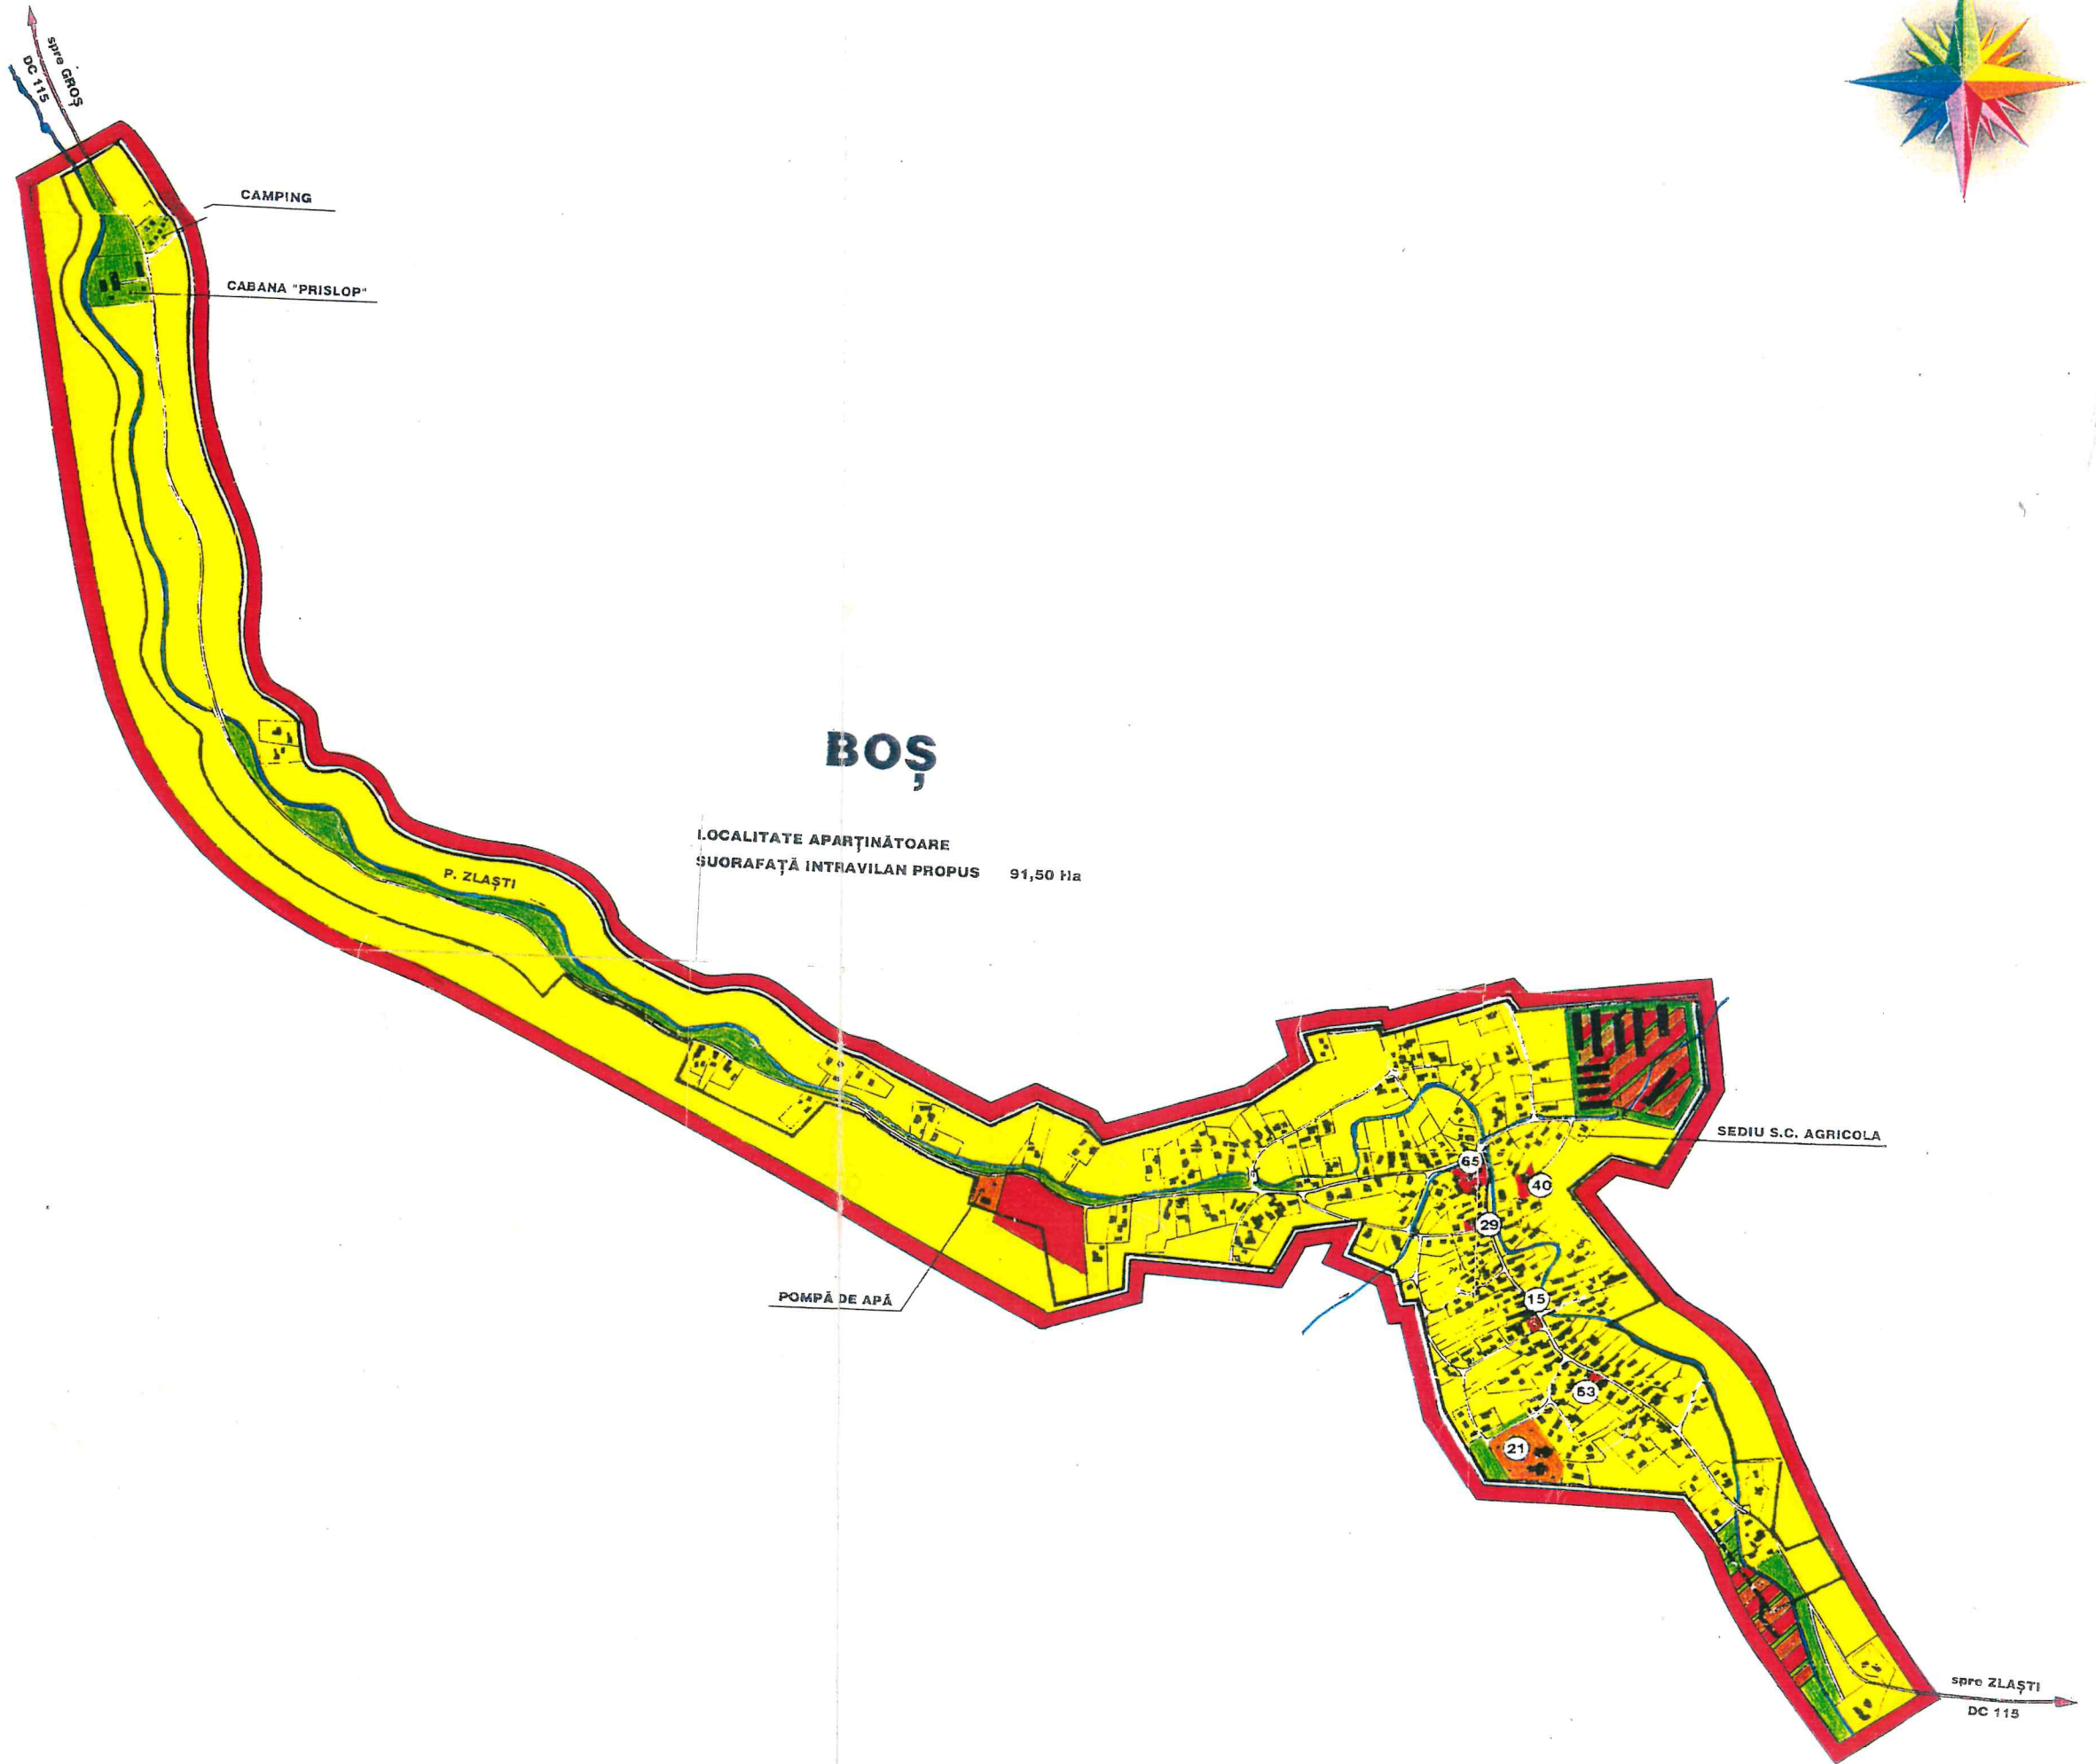 spre GROȘ
DC 115
CAMPING
CABANA "PRISLOP"
BOȘ
LOCALITATE APARȚINĂTOARE
SUORAFAȚĂ INTRAVILAN PROPUS 91,50 Ha
P. ZLAȘTI
SEDIU S.C. AGRICOLA
65
40
29
POMPĂ DE APĂ
15
53
21
spre ZLAȘTI
DC 115